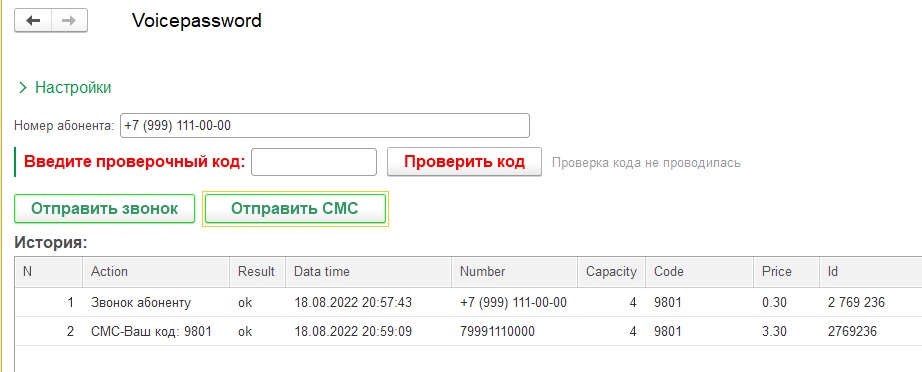 Voicepassword
Настройки
Номер абонента: +7 (999) 111-00-00
Введите проверочный код: Проверить код Проверка кода не проводилась
Отправить звонок Отправить СМС
История:
N Action Result Data time Number Capacity Code Price Id
1 Звонок абоненту ok 18.08.2022 20:57:43 +7 (999) 111-00-00 4 9801 0.30 2 769 236
2 СМС-Ваш код: 9801 ok 18.08.2022 20:59:09 79991110000 4 9801 3.30 2769236